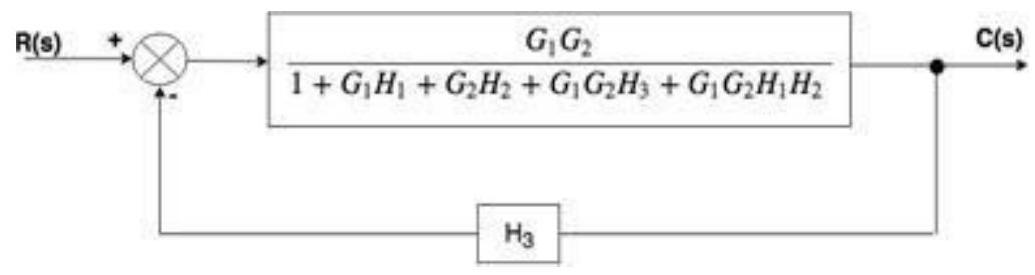 R(s) + G₁G₂ C(s)
1 + G₁H₁ + G₂H₂ + G₁G₂H₃ + G₁G₂H₁H₂
-
H₃